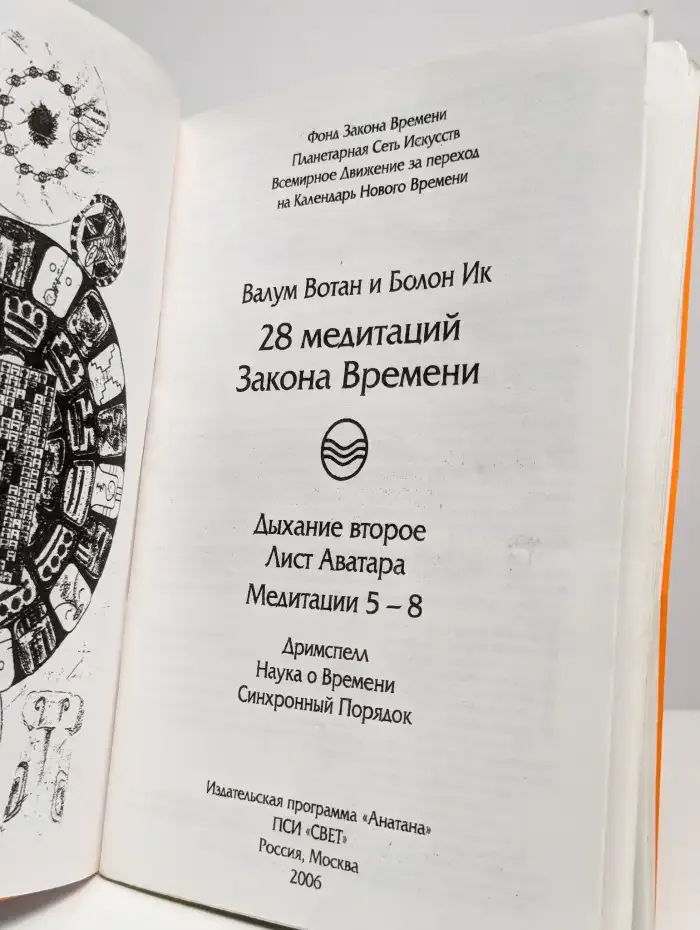 Фонд Закона Времени
Планетарная Сеть Искусств
Всемирное Движение за переход
на Календарь Нового Времени
Валум Вотан и Болон Ик
28 медитаций
Закона Времени
Дыхание второе
Лист Аватара
Медитации 5 – 8
Дримспелл
Наука о Времени
Синхронный Порядок
Издательская программа «Анатана»
ПСИ «СВЕТ»
Россия, Москва
2006